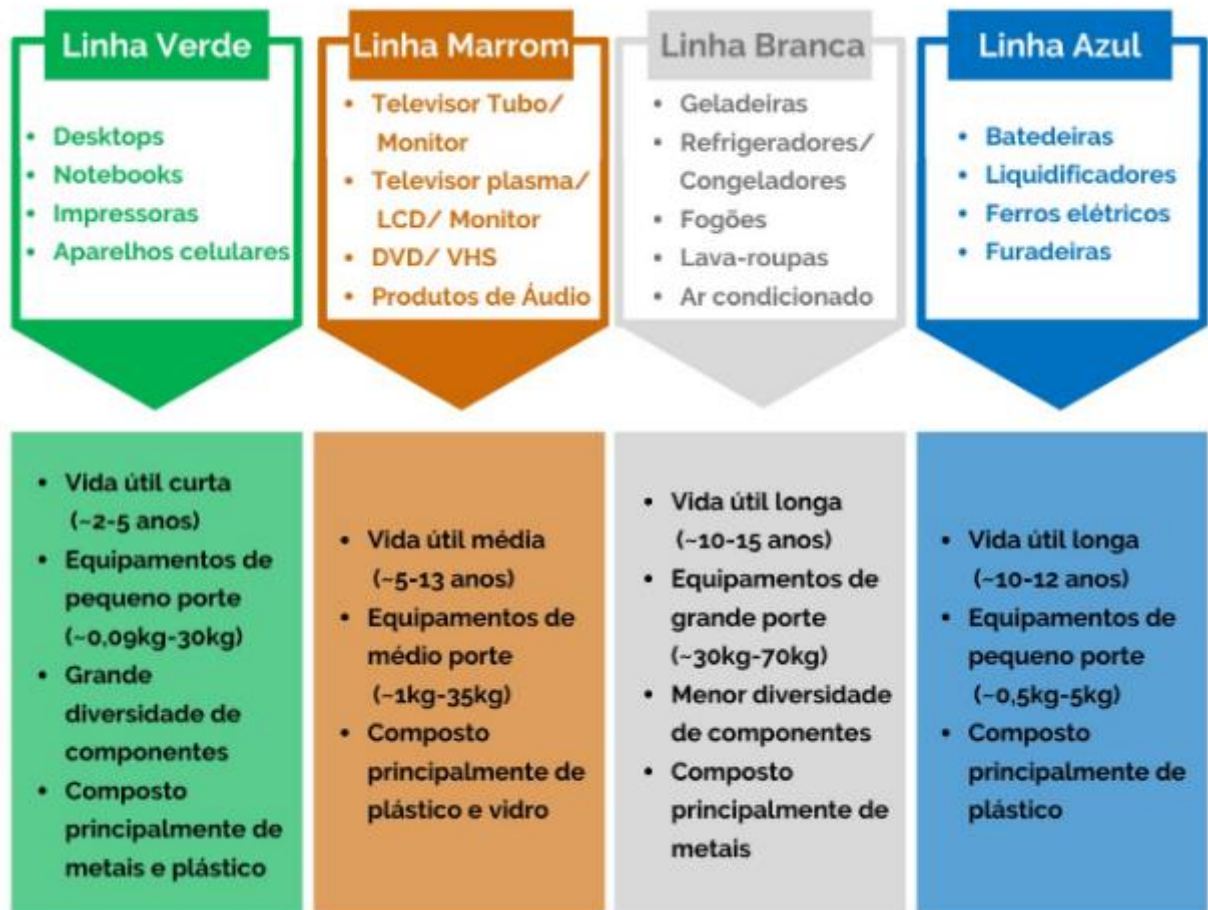 Linha Verde
• Desktops
• Notebooks
• Impressoras
• Aparelhos celulares
• Vida útil curta
(~2-5 anos)
• Equipamentos de
pequeno porte
(~0,09kg-30kg)
• Grande
diversidade de
componentes
• Composto
principalmente de
metais e plástico
Linha Marrom
• Televisor Tubo/
Monitor
• Televisor plasma/
LCD/ Monitor
• DVD/ VHS
• Produtos de Áudio
• Vida útil média
(~5-13 anos)
• Equipamentos de
médio porte
(~1kg-35kg)
• Composto
principalmente de
plástico e vidro
Linha Branca
• Geladeiras
• Refrigeradores/
Congeladores
• Fogões
• Lava-roupas
• Ar condicionado
• Vida útil longa
(~10-15 anos)
• Equipamentos de
grande porte
(~30kg-70kg)
• Menor diversidade
de componentes
• Composto
principalmente de
metais
Linha Azul
• Batedeiras
• Liquidificadores
• Ferros elétricos
• Furadeiras
• Vida útil longa
(~10-12 anos)
• Equipamentos de
pequeno porte
(~0,5kg-5kg)
• Composto
principalmente de
plástico